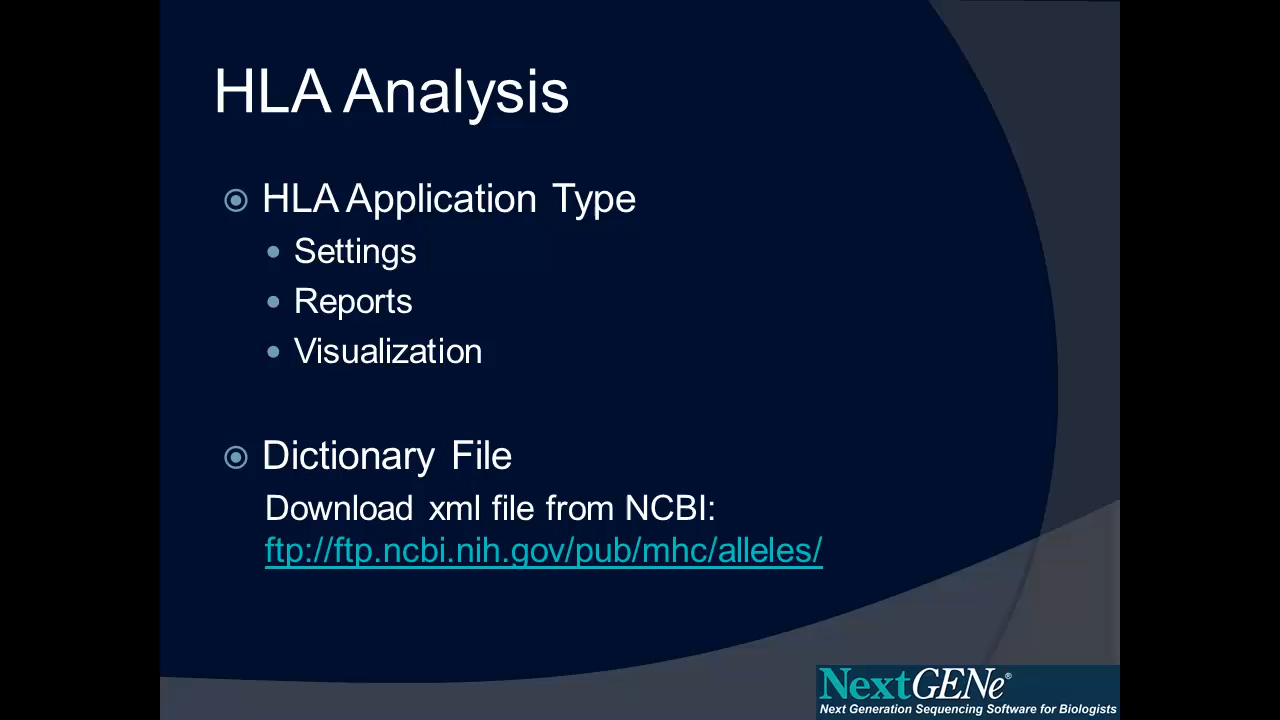 HLA Analysis
HLA Application Type
Settings
Reports
Visualization
Dictionary File
Download xml file from NCBI:
ftp://ftp.ncbi.nih.gov/pub/mhc/alleles/
NextGENe®
Next Generation Sequencing Software for Biologists